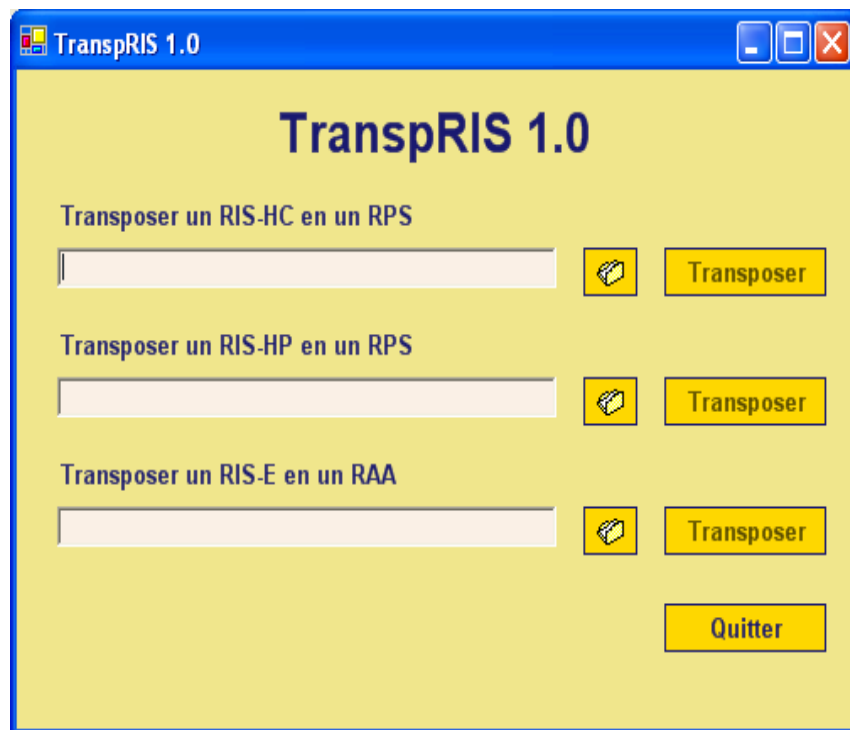 TranspRIS 1.0
TranspRIS 1.0
Transposer un RIS-HC en un RPS
Transposer
Transposer un RIS-HP en un RPS
Transposer
Transposer un RIS-E en un RAA
Transposer
Quitter